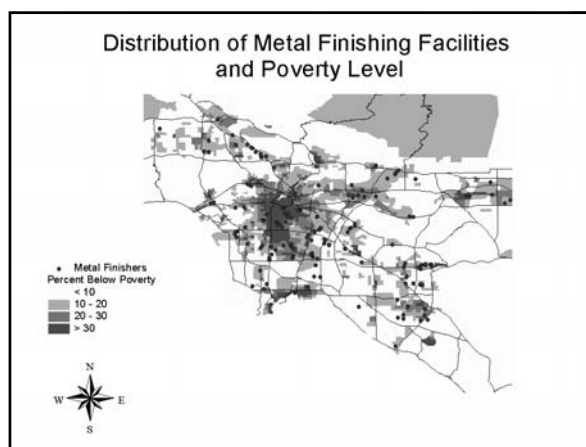 Distribution of Metal Finishing Facilities
and Poverty Level
Metal Finishers
Percent Below Poverty
< 10
10 - 20
20 - 30
> 30
N
W E
S